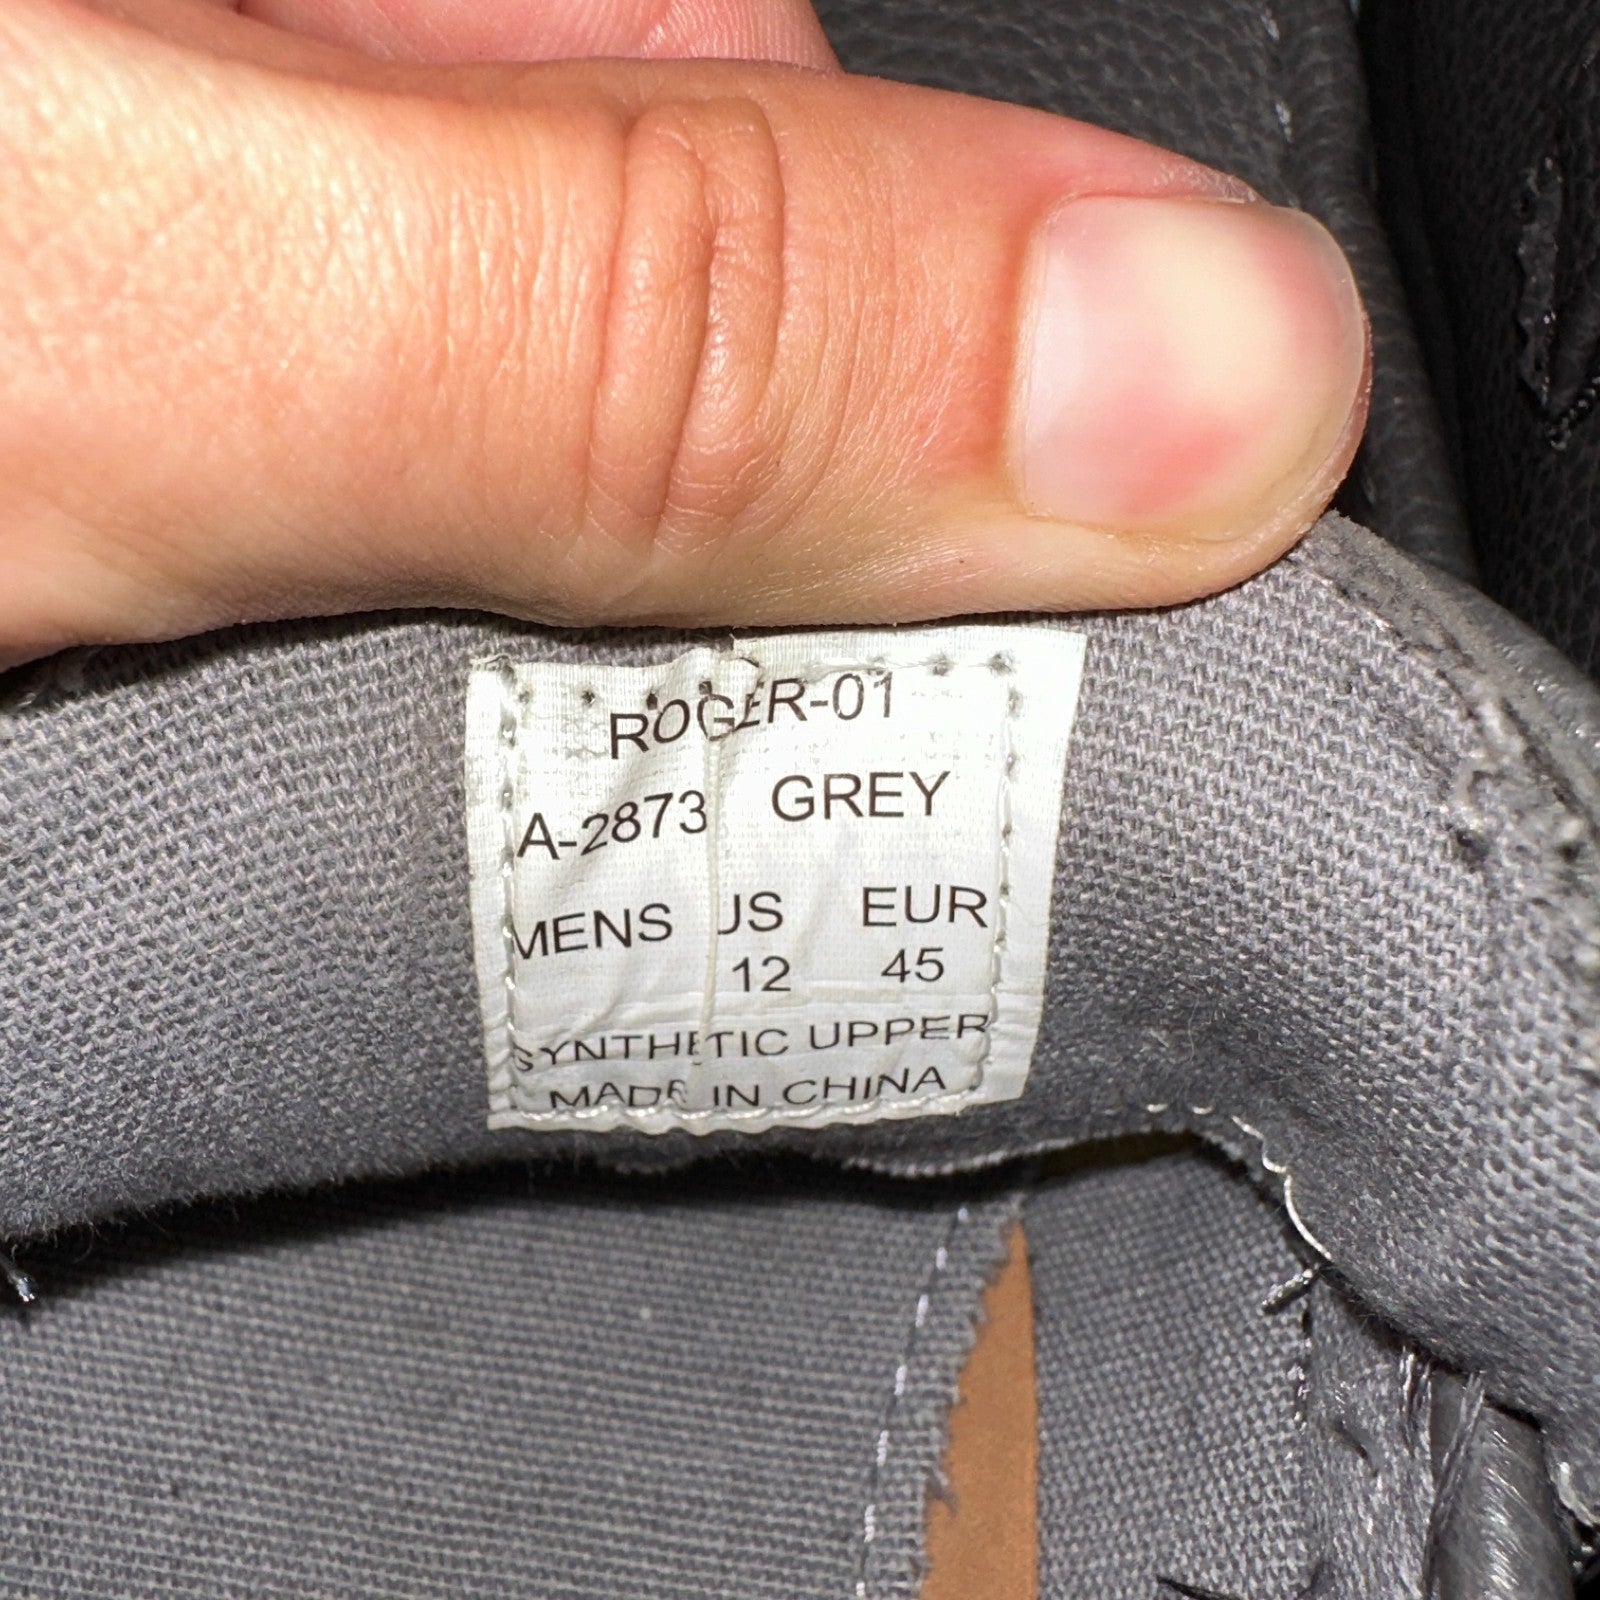 ROGER-01
A-2873 GREY
MENS US EUR
12 45
SYNTHETIC UPPER
MADE IN CHINA